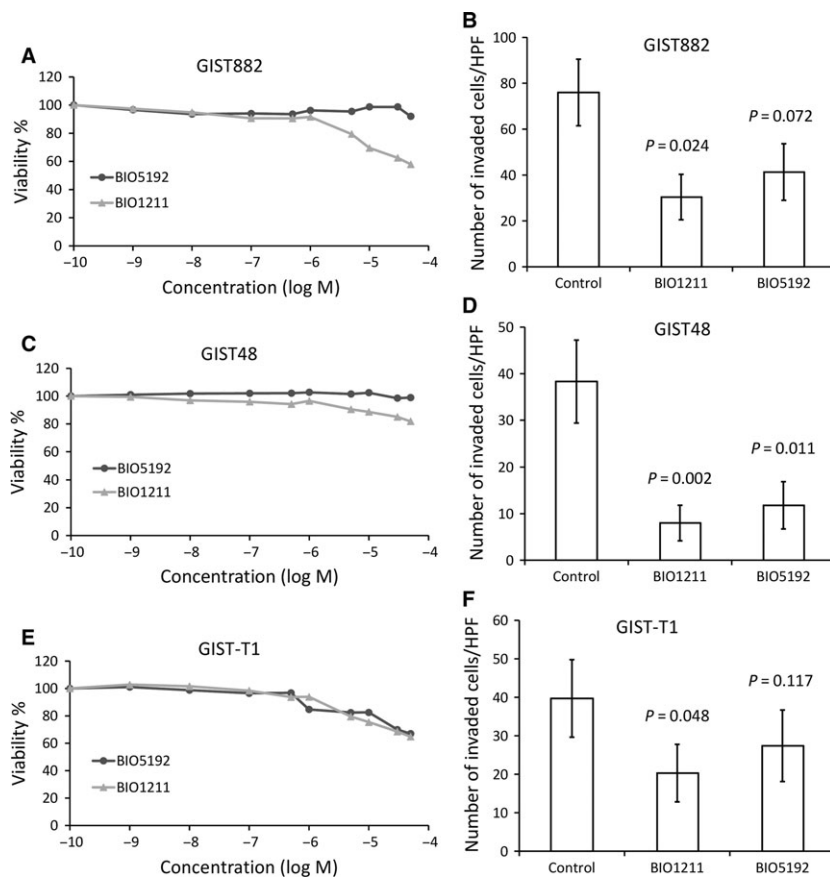 A
GIST882
Viability %
120
100
80
60
40
20
0
BIO5192
BIO1211
−10 −9 −8 −7 −6 −5 −4
Concentration (log M)
B
GIST882
Number of invaded cells/HPF
100
80
60
40
20
0
P = 0.024
P = 0.072
Control BIO1211 BIO5192
C
GIST48
Viability %
120
100
80
60
40
20
0
BIO5192
BIO1211
−10 −9 −8 −7 −6 −5 −4
Concentration (log M)
D
GIST48
Number of invaded cells/HPF
50
40
30
20
10
0
P = 0.002
P = 0.011
Control BIO1211 BIO5192
E
GIST-T1
Viability %
120
100
80
60
40
20
0
BIO5192
BIO1211
−10 −9 −8 −7 −6 −5 −4
Concentration (log M)
F
GIST-T1
Number of invaded cells/HPF
60
50
40
30
20
10
0
P = 0.048
P = 0.117
Control BIO1211 BIO5192